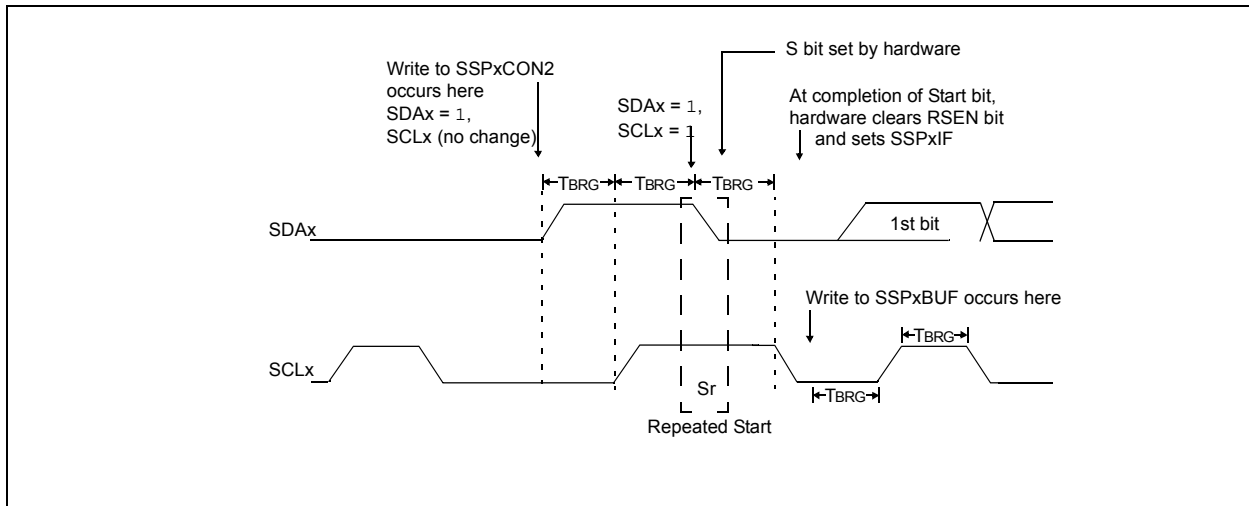 S bit set by hardware
Write to SSPxCON2
occurs here
SDAx = 1,
SCLx (no change)
SDAx = 1,
SCLx = 1
At completion of Start bit,
hardware clears RSEN bit
and sets SSPxIF
TBRG TBRG TBRG
SDAx
1st bit
Write to SSPxBUF occurs here
TBRG
SCLx
Sr
TBRG
Repeated Start